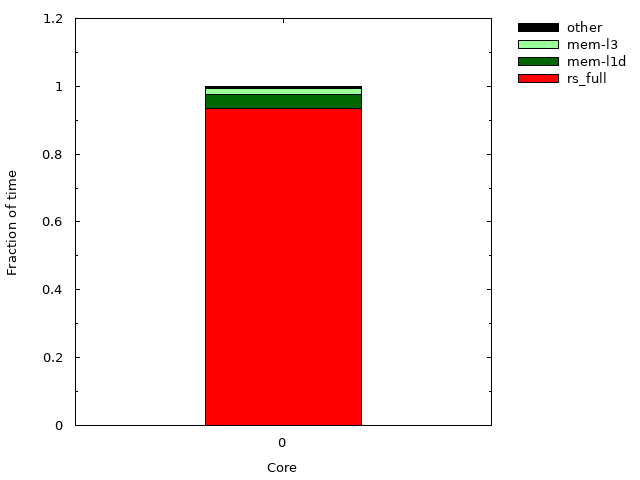 1.2
1
0.8
0.6
0.4
0.2
0
Fraction of time
0
Core
other
mem-l3
mem-l1d
rs_full